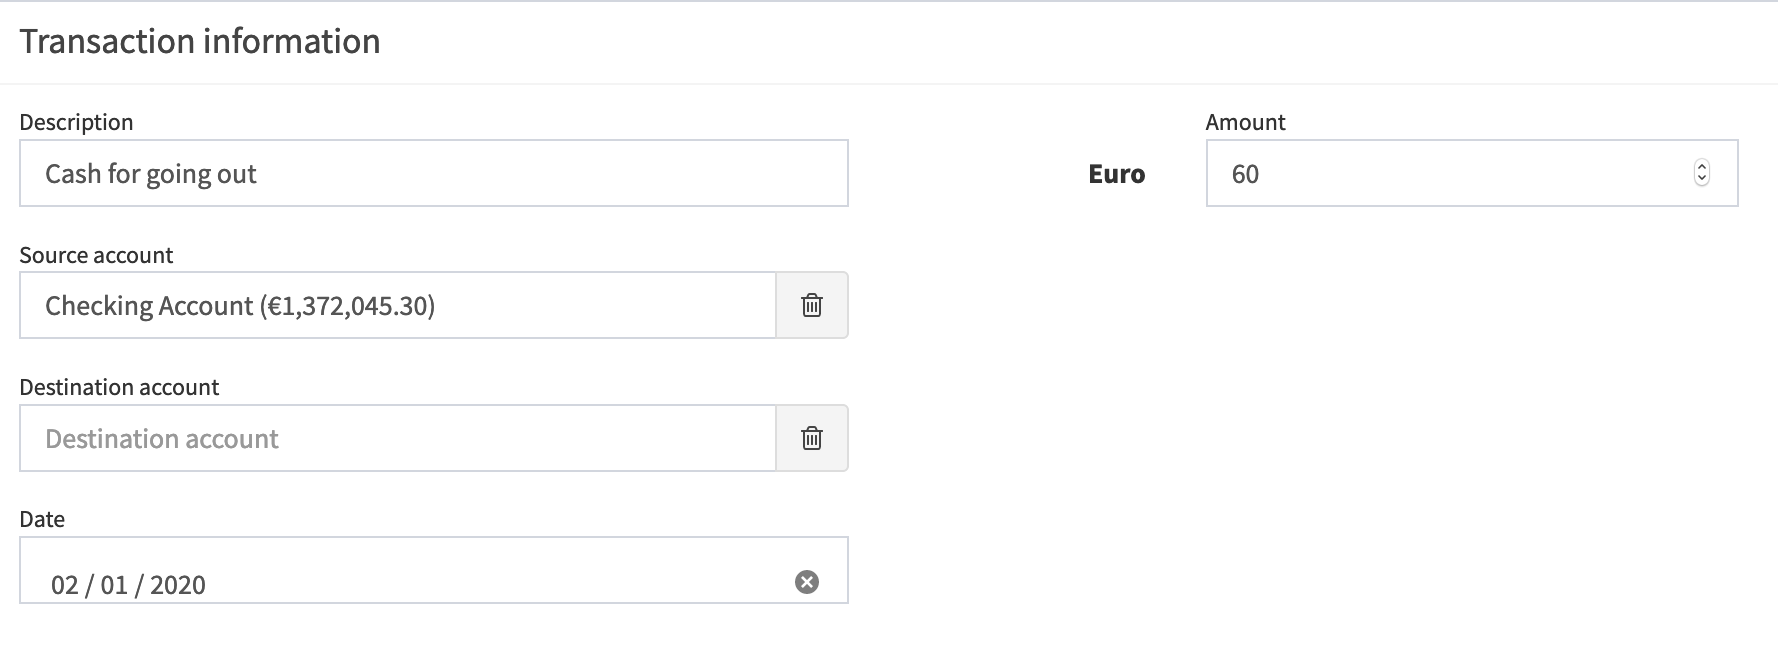 Transaction information
Description
Cash for going out
Euro
Amount
60
Source account
Checking Account (€1,372,045.30)
Destination account
Destination account
Date
02 / 01 / 2020